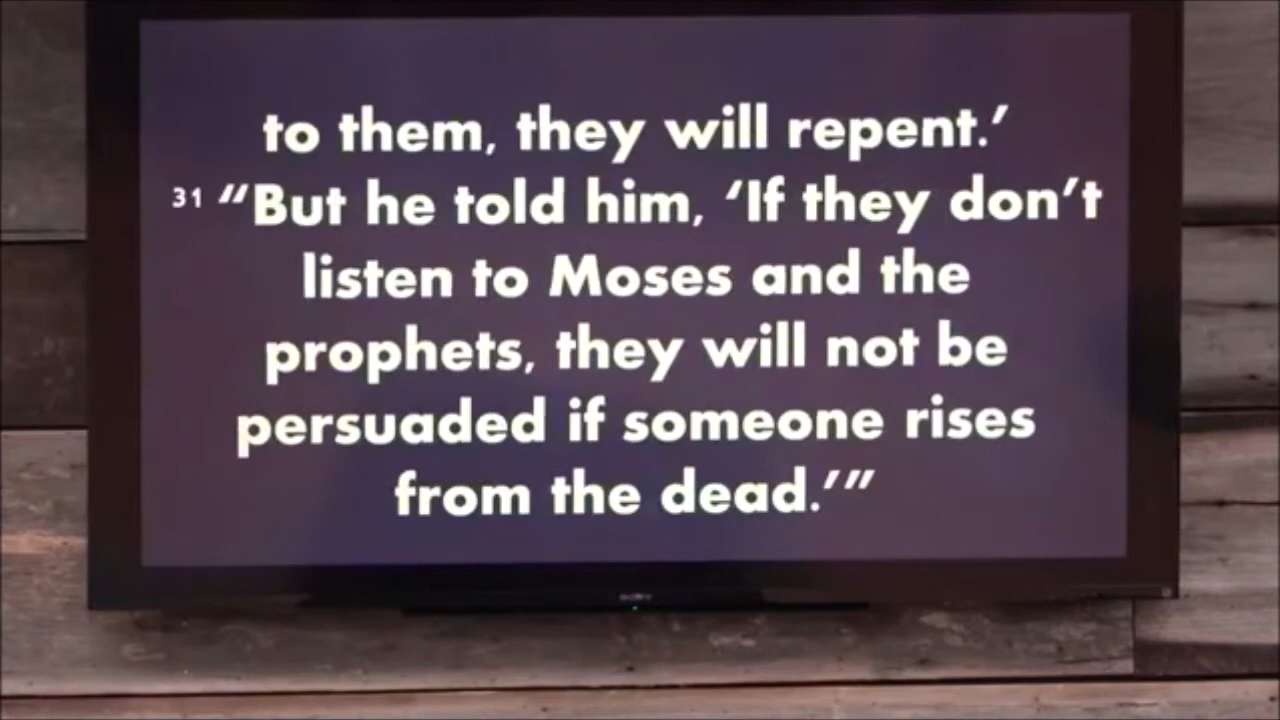 to them, they will repent.’
31 “But he told him, ‘If they don’t
listen to Moses and the
prophets, they will not be
persuaded if someone rises
from the dead.’”
SONY